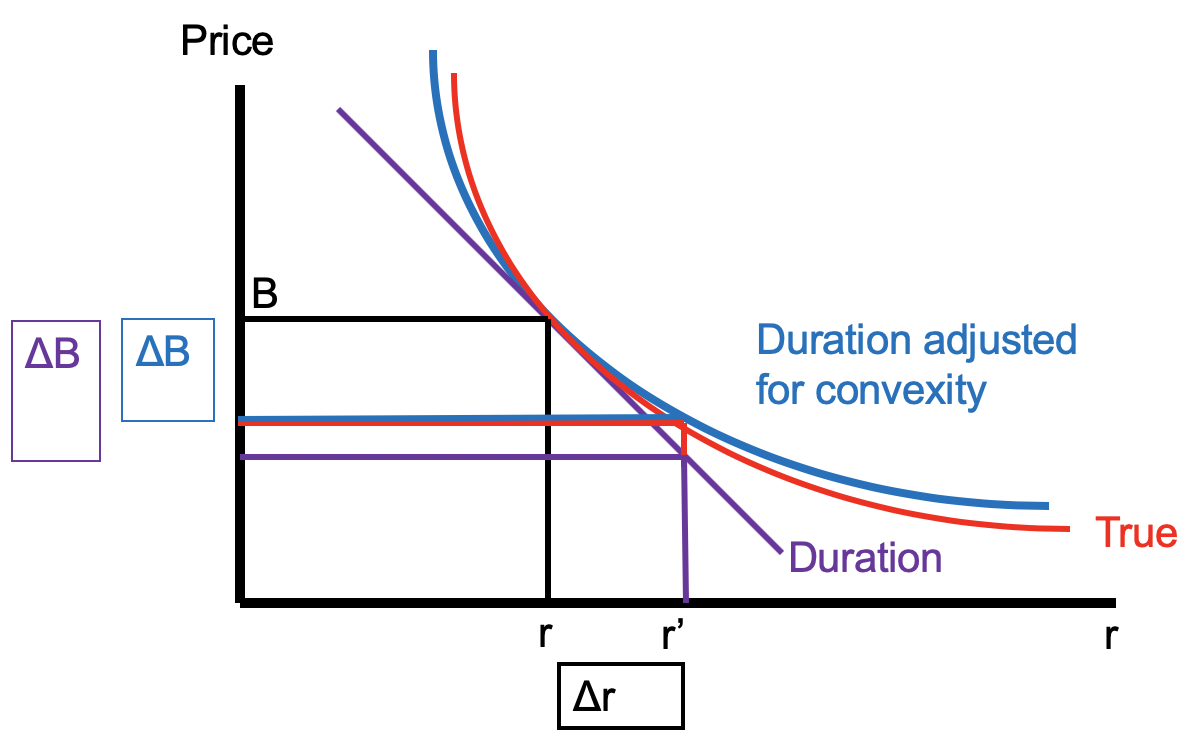 Price
B
ΔB
ΔB
Duration adjusted
for convexity
True
Duration
r
r’
r
Δr